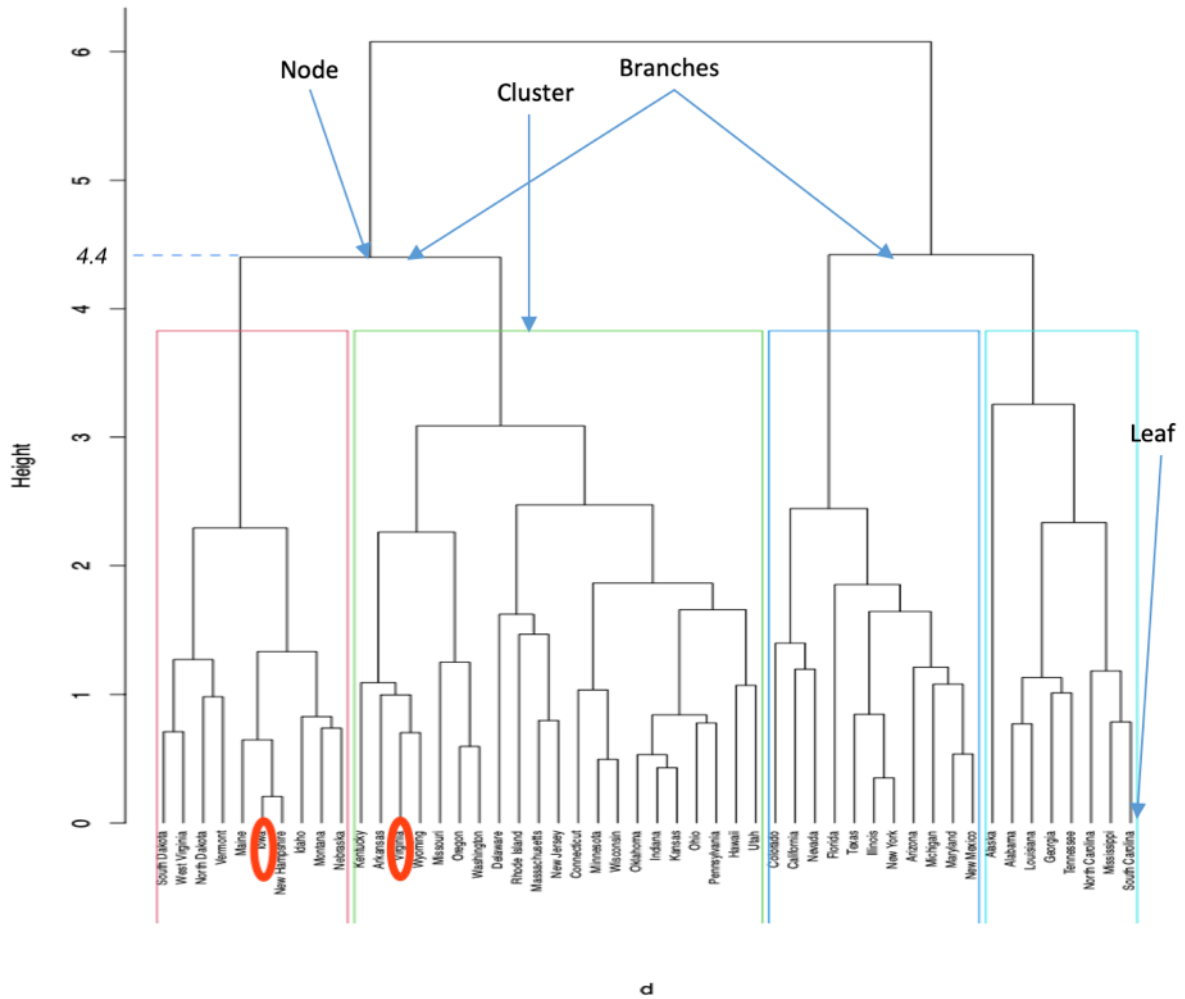 6
Node
Branches
Cluster
5
4.4
4
Height
3
Leaf
2
1
0
South Dakota
West Virginia
North Dakota
Vermont
Maine
Iowa
New Hampshire
Idaho
Montana
Nebraska
Kentucky
Arkansas
Virginia
Wyoming
Missouri
Oregon
Washington
Delaware
Rhode Island
Massachusetts
New Jersey
Connecticut
Minnesota
Wisconsin
Oklahoma
Indiana
Kansas
Ohio
Pennsylvania
Hawaii
Utah
Colorado
California
Nevada
Florida
Texas
Illinois
New York
Arizona
Michigan
Maryland
New Mexico
Alaska
Alabama
Louisiana
Georgia
Tennessee
North Carolina
Mississippi
South Carolina
d